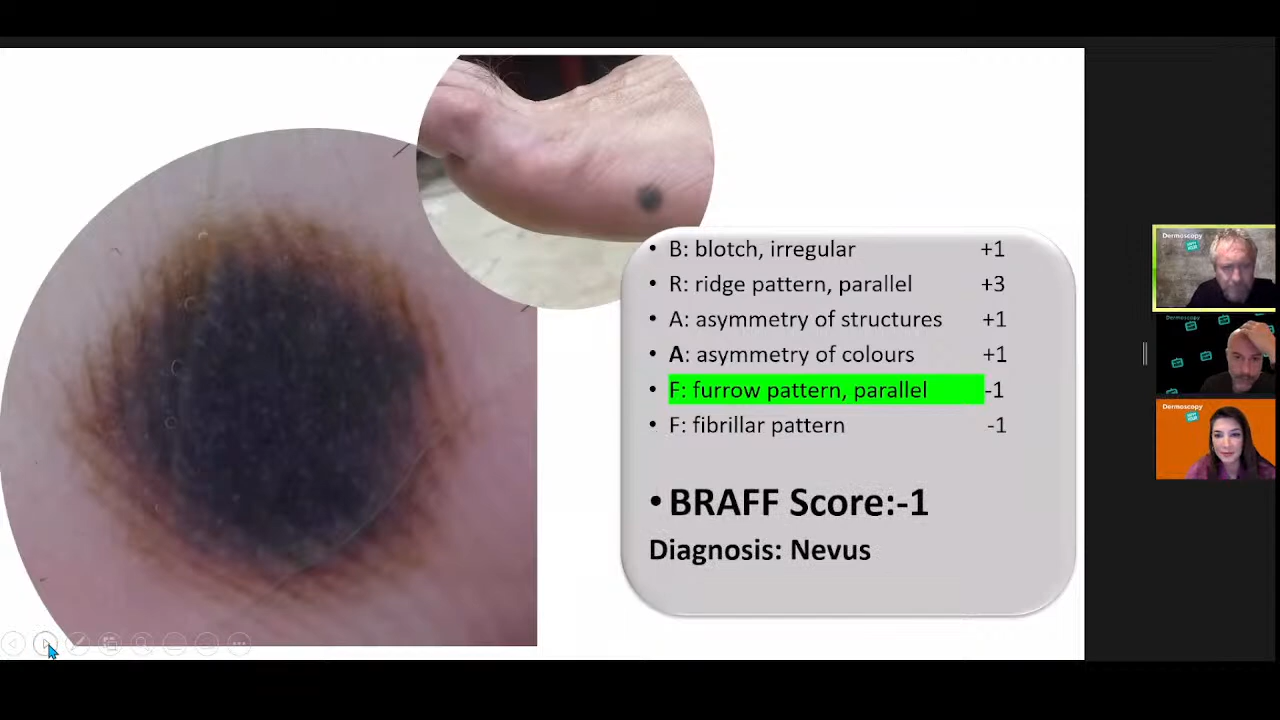 • B: blotch, irregular +1
• R: ridge pattern, parallel +3
• A: asymmetry of structures +1
• A: asymmetry of colours +1
• F: furrow pattern, parallel -1
• F: fibrillar pattern -1
• BRAFF Score:-1
Diagnosis: Nevus
Dermoscopy
Dermoscopy
Dermoscopy